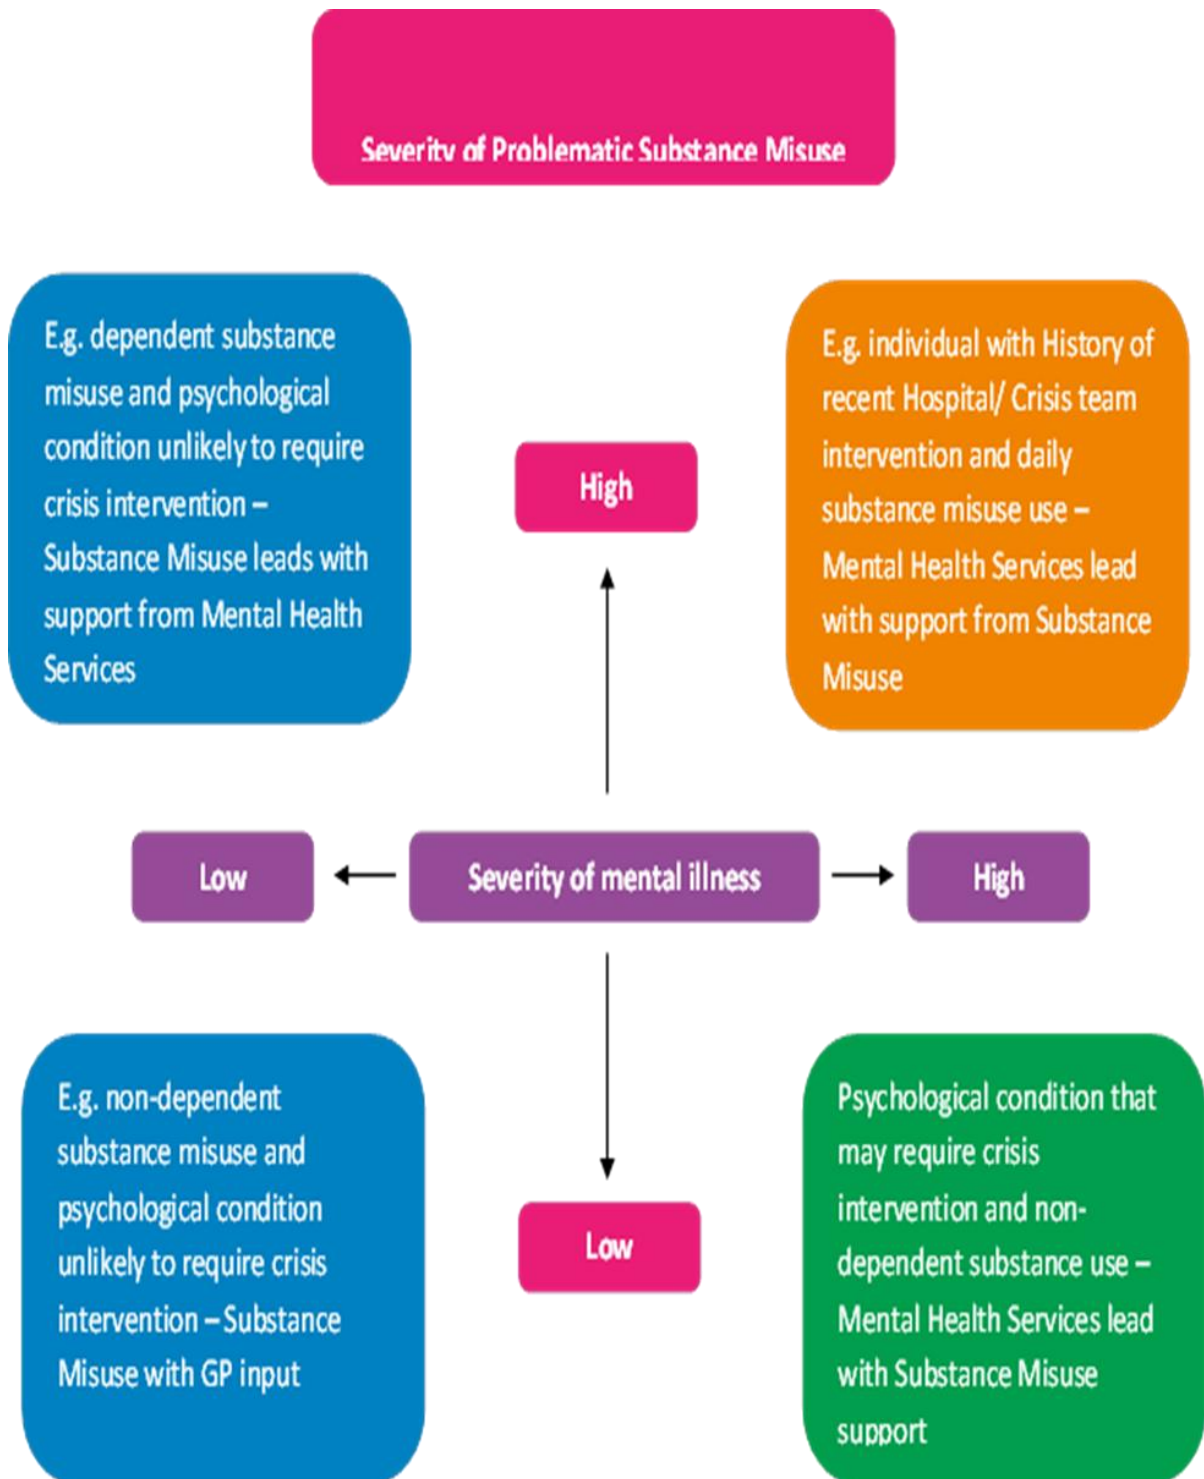 Severity of Problematic Substance Misuse
E.g. dependent substance
misuse and psychological
condition unlikely to require
crisis intervention –
Substance Misuse leads with
support from Mental Health
Services
E.g. individual with History of
recent Hospital/ Crisis team
intervention and daily
substance misuse use –
Mental Health Services lead
with support from Substance
Misuse
High
Low
Severity of mental illness
High
E.g. non-dependent
substance misuse and
psychological condition
unlikely to require crisis
intervention – Substance
Misuse with GP input
Low
Psychological condition that
may require crisis
intervention and non-
dependent substance use –
Mental Health Services lead
with Substance Misuse
support